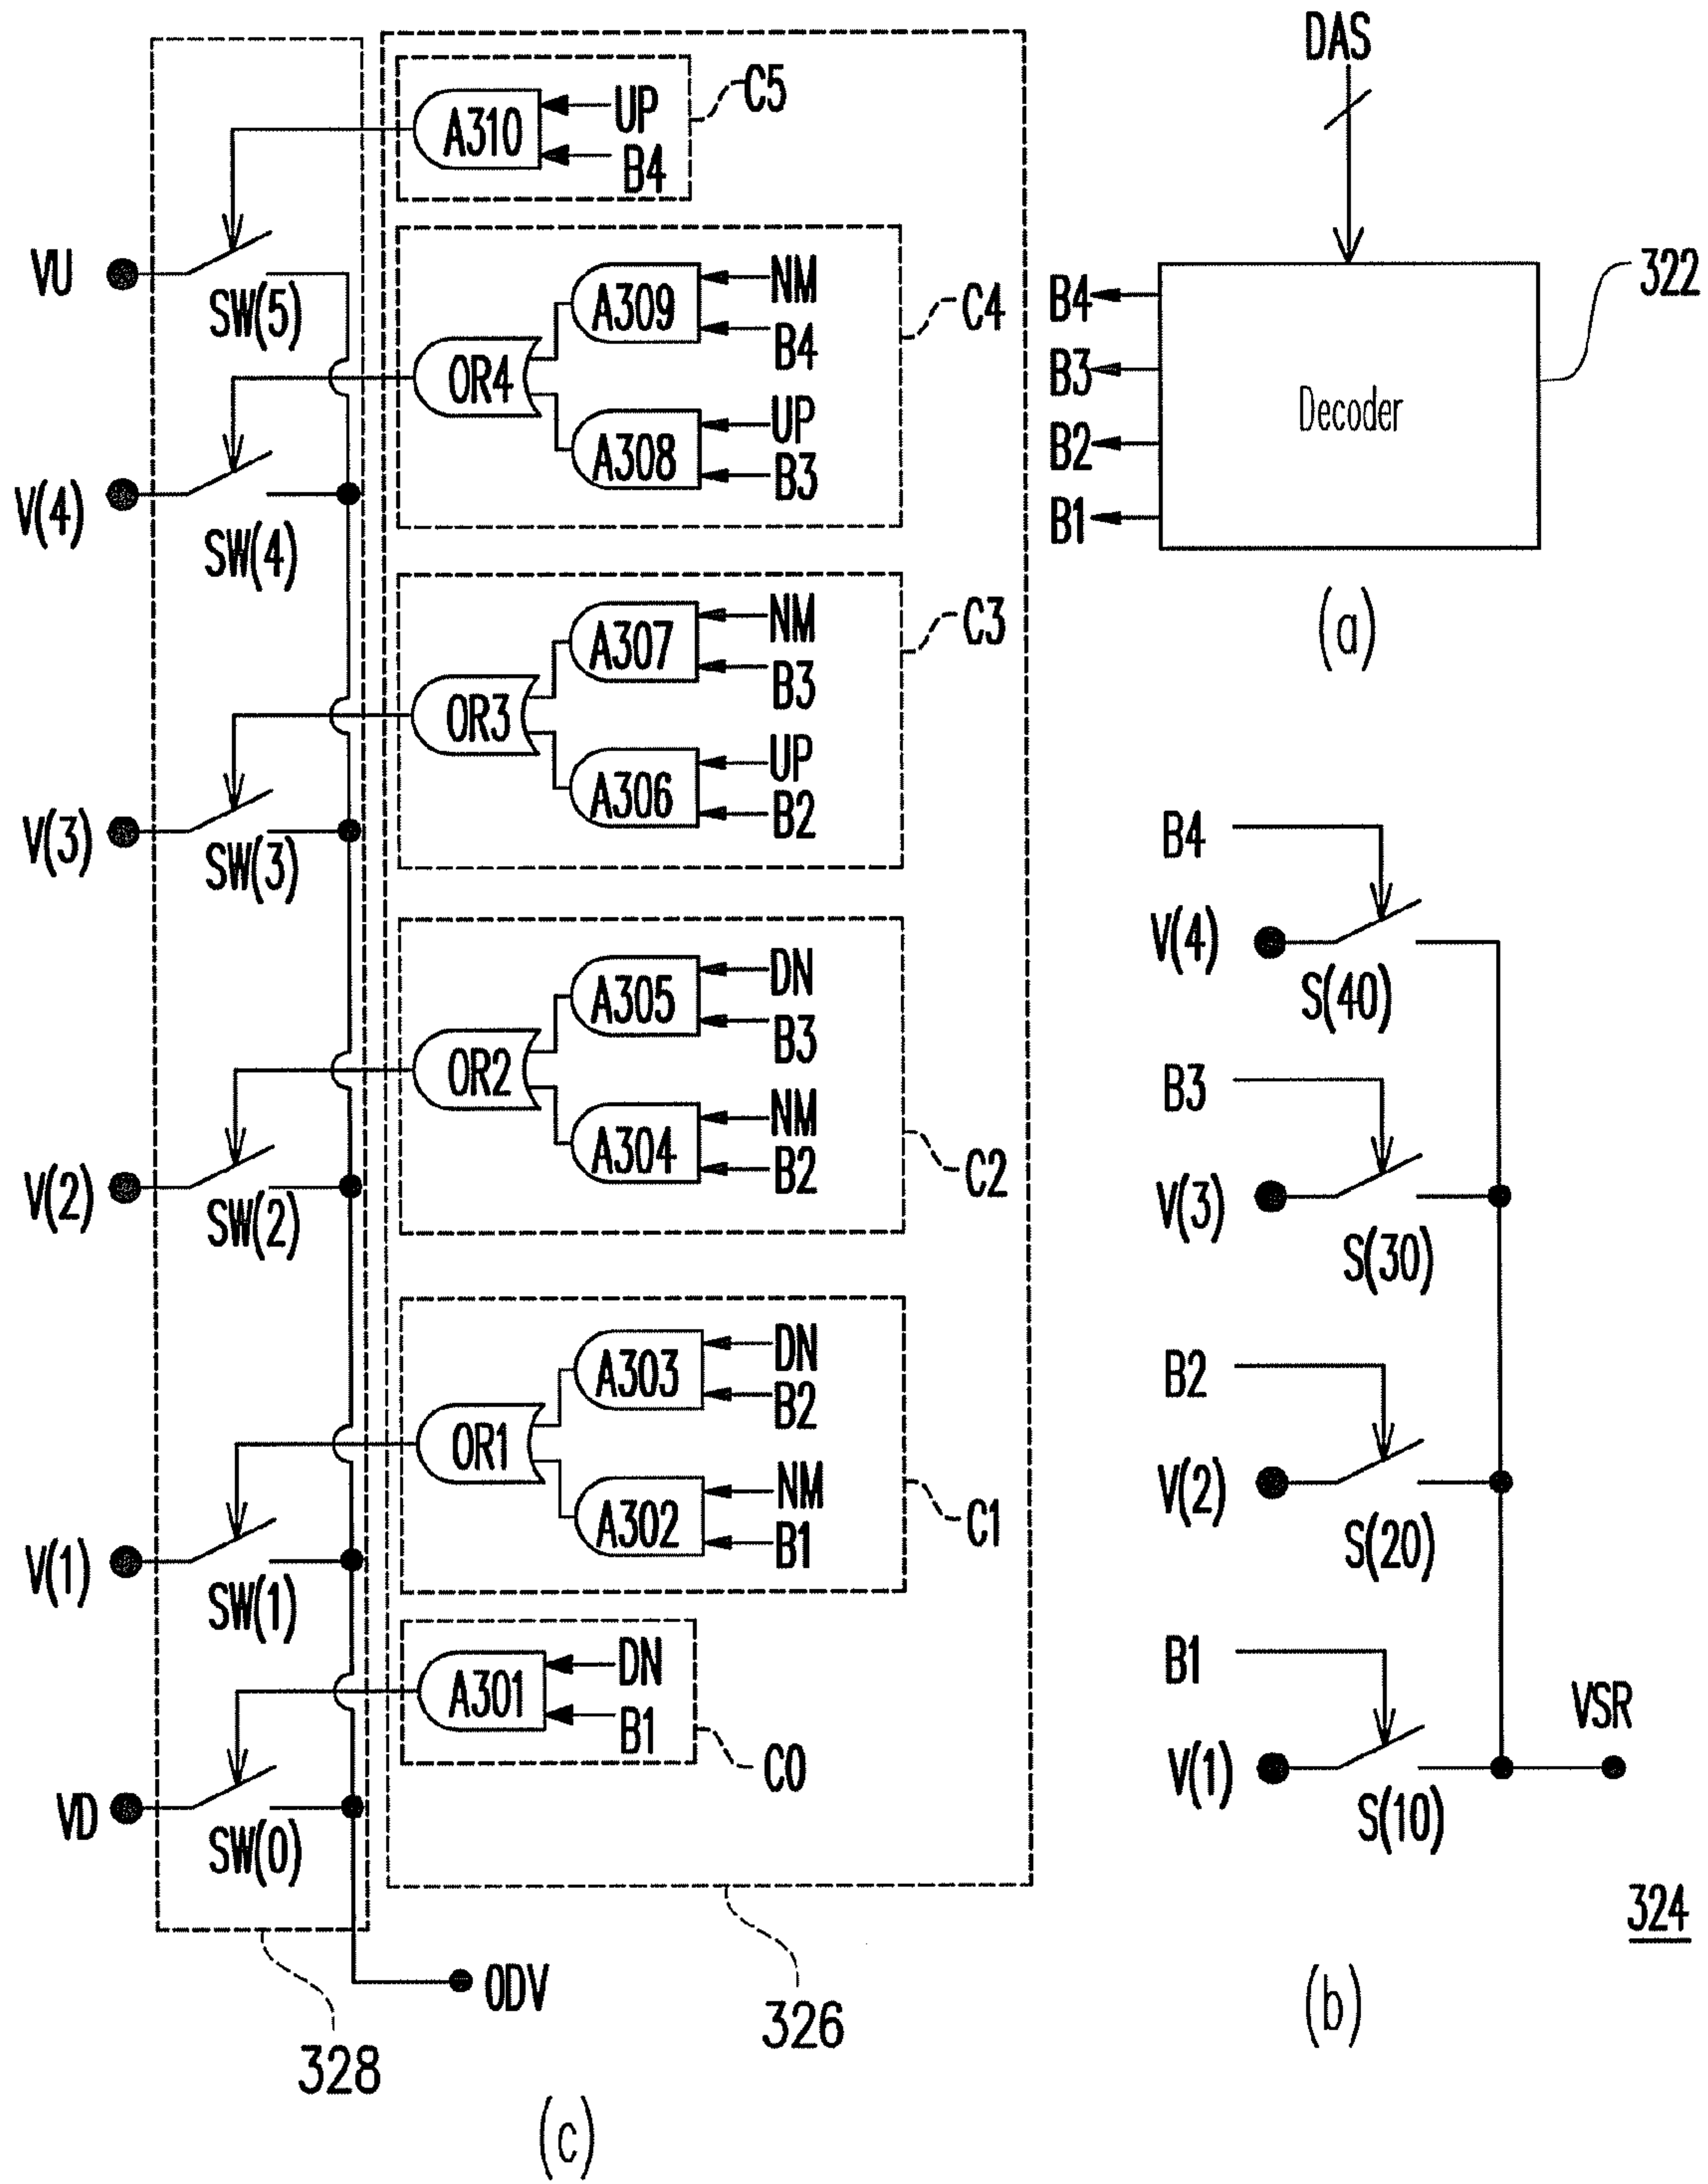 A310
UP
B4
C5
VU
SW(5)
A309
NM
B4
C4
OR4
A308
UP
B3
V(4)
SW(4)
A307
NM
B3
C3
OR3
A306
UP
B2
V(3)
SW(3)
A305
DN
B3
OR2
A304
NM
B2
C2
V(2)
SW(2)
A303
DN
B2
OR1
A302
NM
B1
C1
V(1)
SW(1)
A301
DN
B1
C0
VD
SW(0)
ODV
328
326
(c)
DAS
322
B4
B3
B2
B1
Decoder
(a)
B4
V(4)
S(40)
B3
V(3)
S(30)
B2
V(2)
S(20)
B1
V(1)
S(10)
VSR
324
(b)